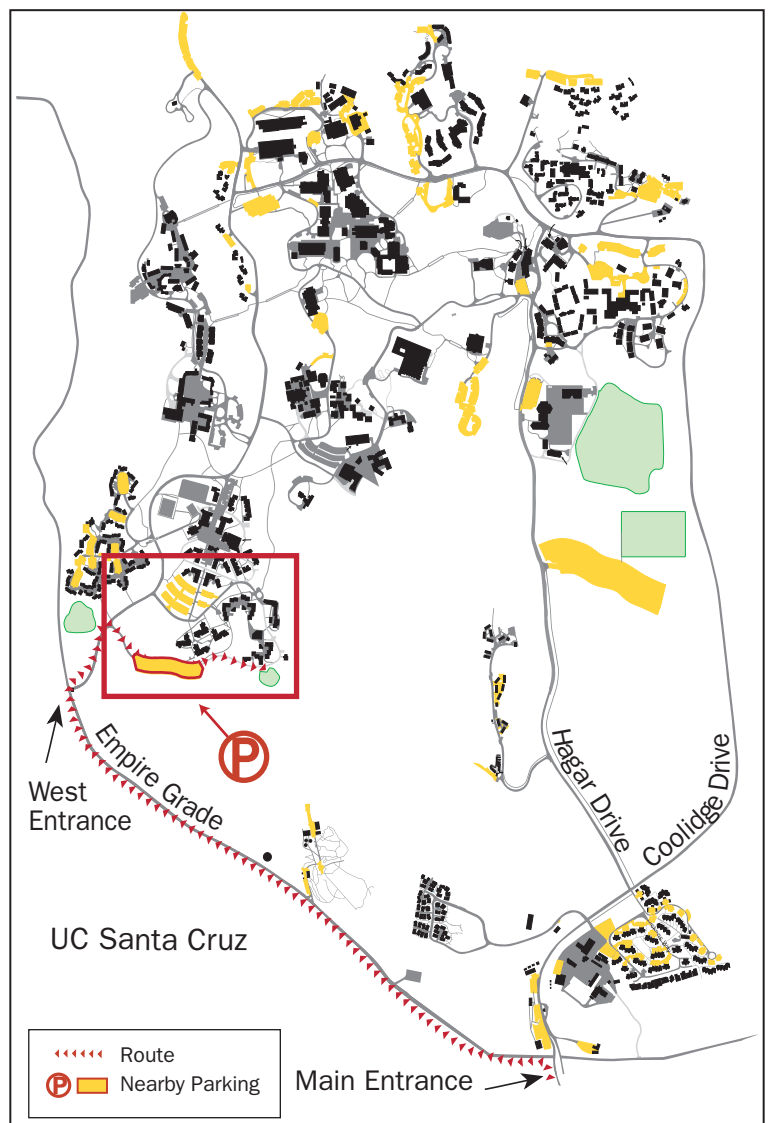 Hagar Drive
Coolidge Drive
Empire Grade
P
West
Entrance
UC Santa Cruz
Route
P Nearby Parking
Main Entrance